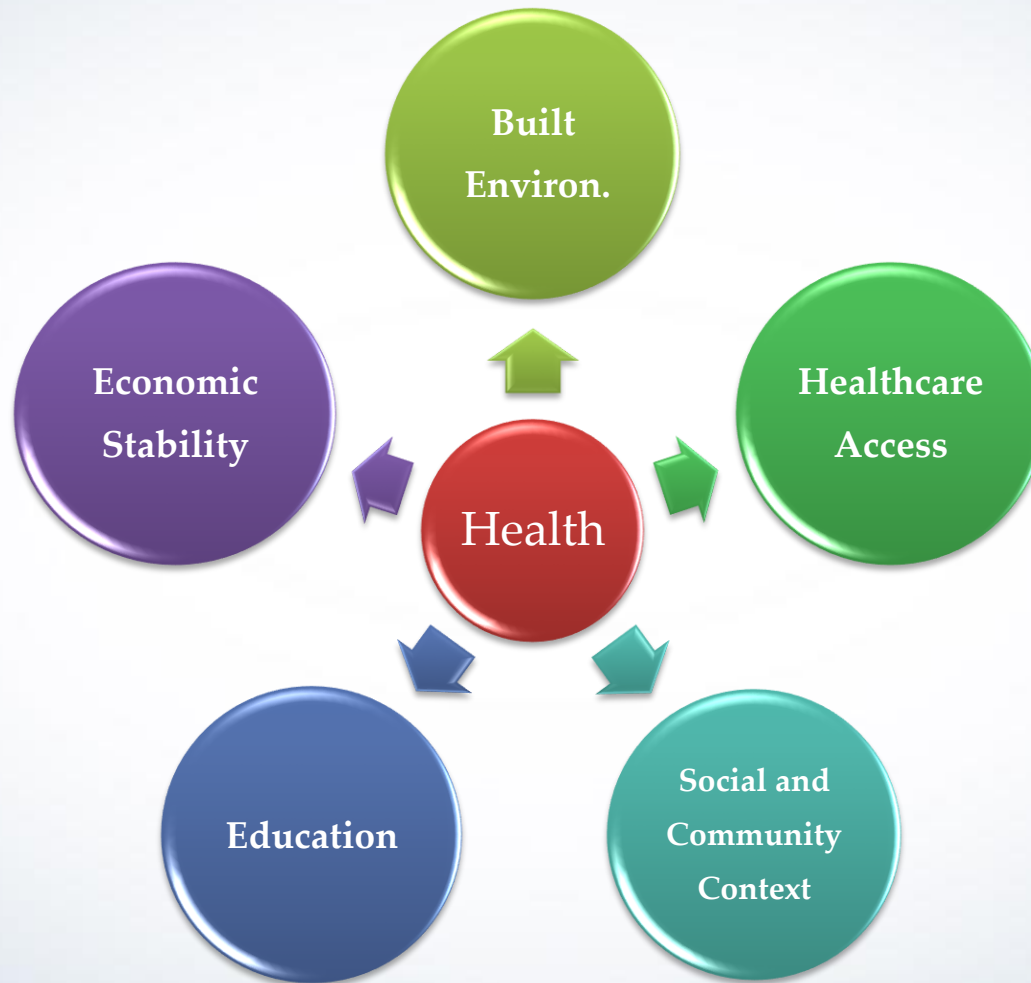 Built
Environ.
Economic
Stability
Healthcare
Access
Health
Education
Social and
Community
Context